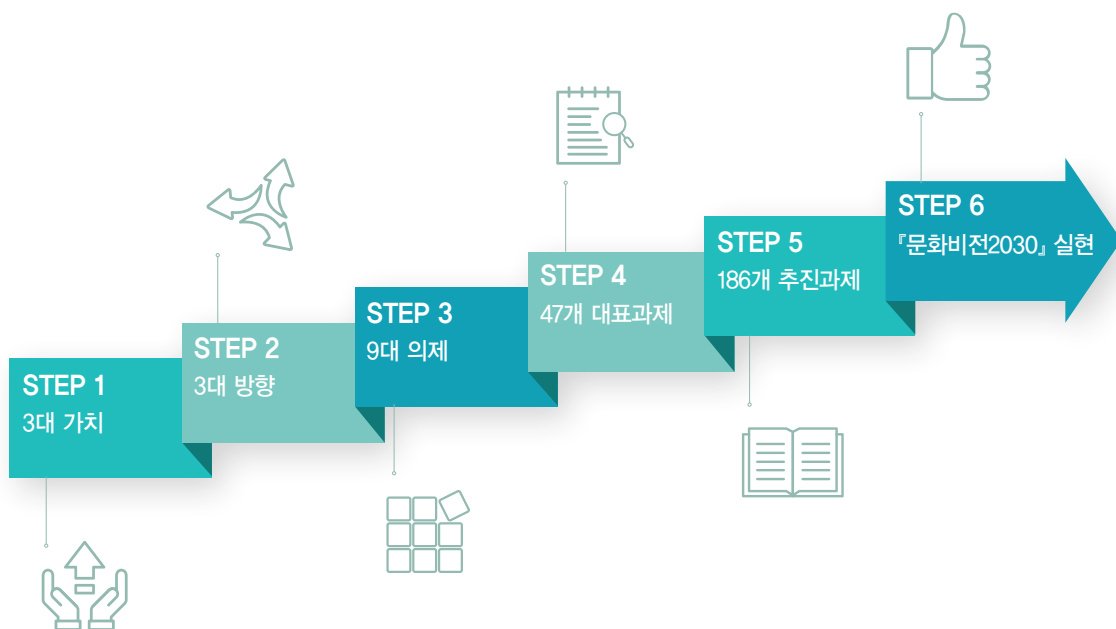 STEP 1
3대 가치
STEP 2
3대 방향
STEP 3
9대 의제
STEP 4
47개 대표과제
STEP 5
186개 추진과제
STEP 6
『문화비전2030』 실현